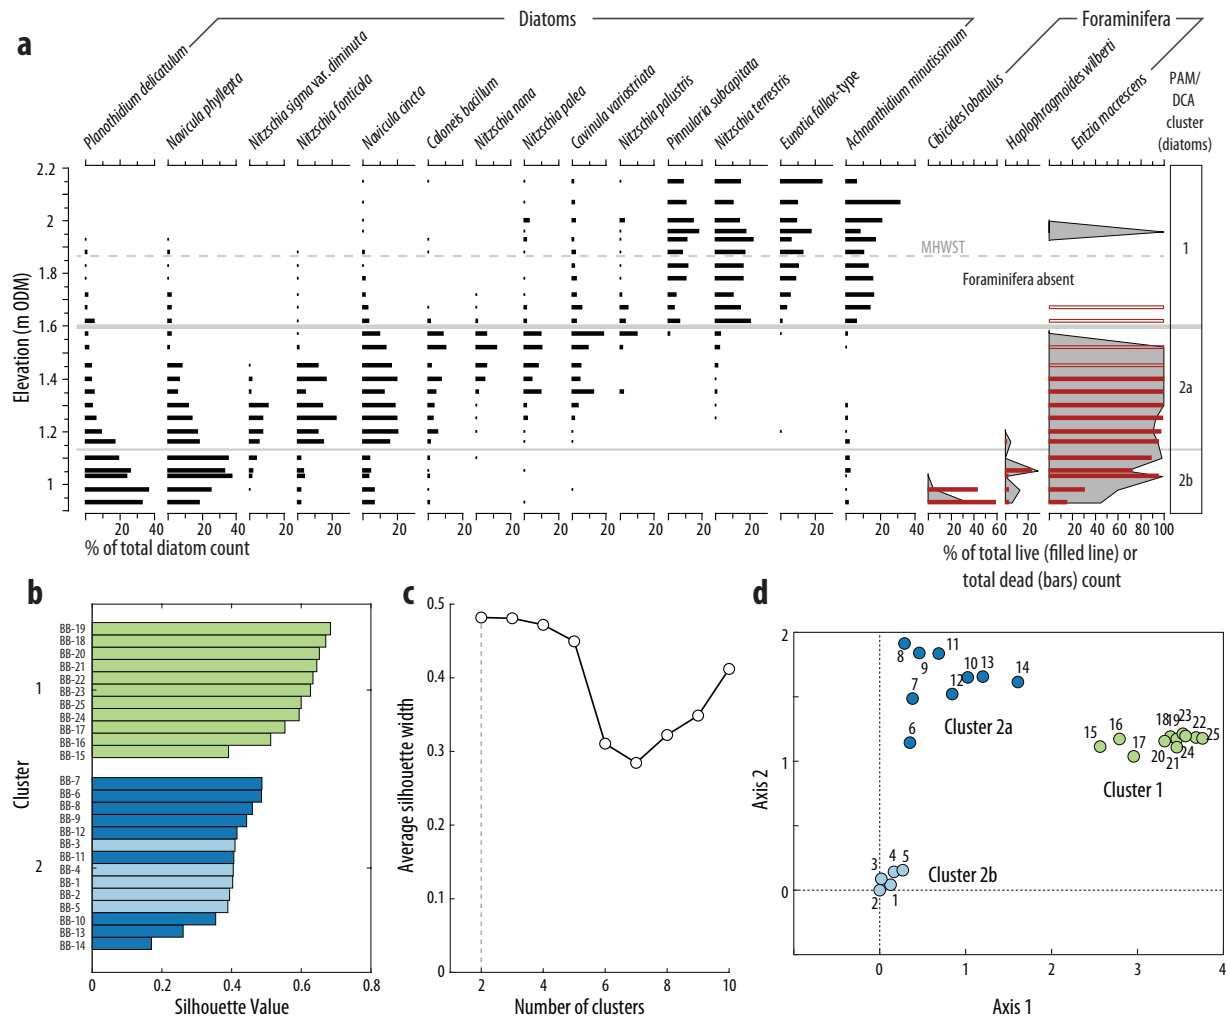 a
Diatoms
Foraminifera
Planothidium delicatulum
Navicula phyllepta
Nitzschia sigma var. diminuta
Nitzschia fonticola
Navicula cincta
Caloneis bacillum
Nitzschia nana
Nitzschia palea
Cavinula variostriata
Nitzschia palustris
Pinnularia subcapitata
Nitzschia terrestris
Eunotia fallax-type
Achnanthidium minutissimum
Cibicides lobatulus
Haplophragmoides wilberti
Entzia macrescens
PAM/
DCA
cluster
(diatoms)
Elevation (m ODM)
2.2
2
1.8
1.6
1.4
1.2
1
MHWST
Foraminifera absent
1
2a
2b
20 40 20 40 20 20 20 20 20 20 20 20 20 20 20 20 40 20 40 60 20 20 40 60 80 100
% of total diatom count
% of total live (filled line) or
total dead (bars) count
b
BB-19
BB-18
BB-20
BB-21
BB-22
BB-23
BB-25
BB-24
BB-17
BB-16
BB-15
BB-7
BB-6
BB-8
BB-9
BB-12
BB-3
BB-11
BB-4
BB-1
BB-2
BB-5
BB-10
BB-13
BB-14
Cluster
1
2
1
2
0 0.2 0.4 0.6 0.8
Silhouette Value
c
Average silhouette width
0.5
0.4
0.3
0.2
0.1
0
2 4 6 8 10
Number of clusters
d
Axis 2
2
1
0
8
9
11
10
13
14
7
12
6
Cluster 2a
15
16
17
18
19
23
22
25
20
21
24
Cluster 1
3
4
5
2
1
Cluster 2b
0 1 2 3 4
Axis 1